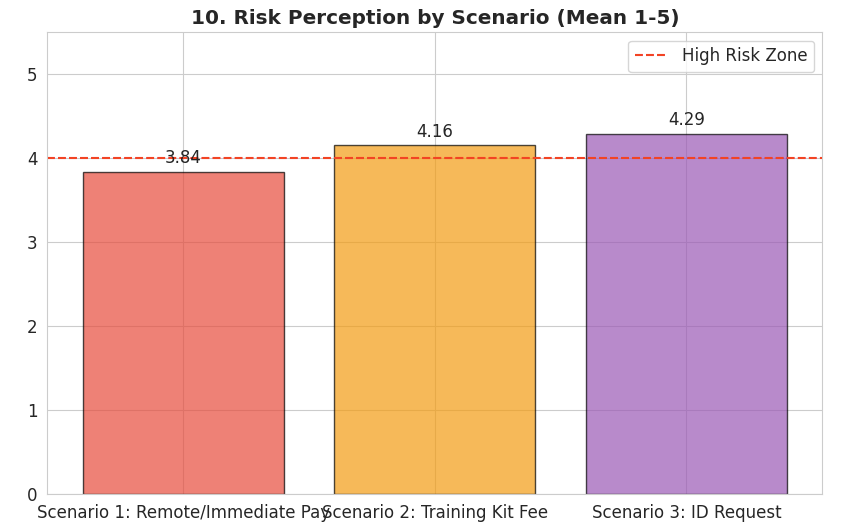 10. Risk Perception by Scenario (Mean 1-5)
High Risk Zone
5
4
3
2
1
0
3.84
4.16
4.29
Scenario 1: Remote/Immediate Pay
Scenario 2: Training Kit Fee
Scenario 3: ID Request